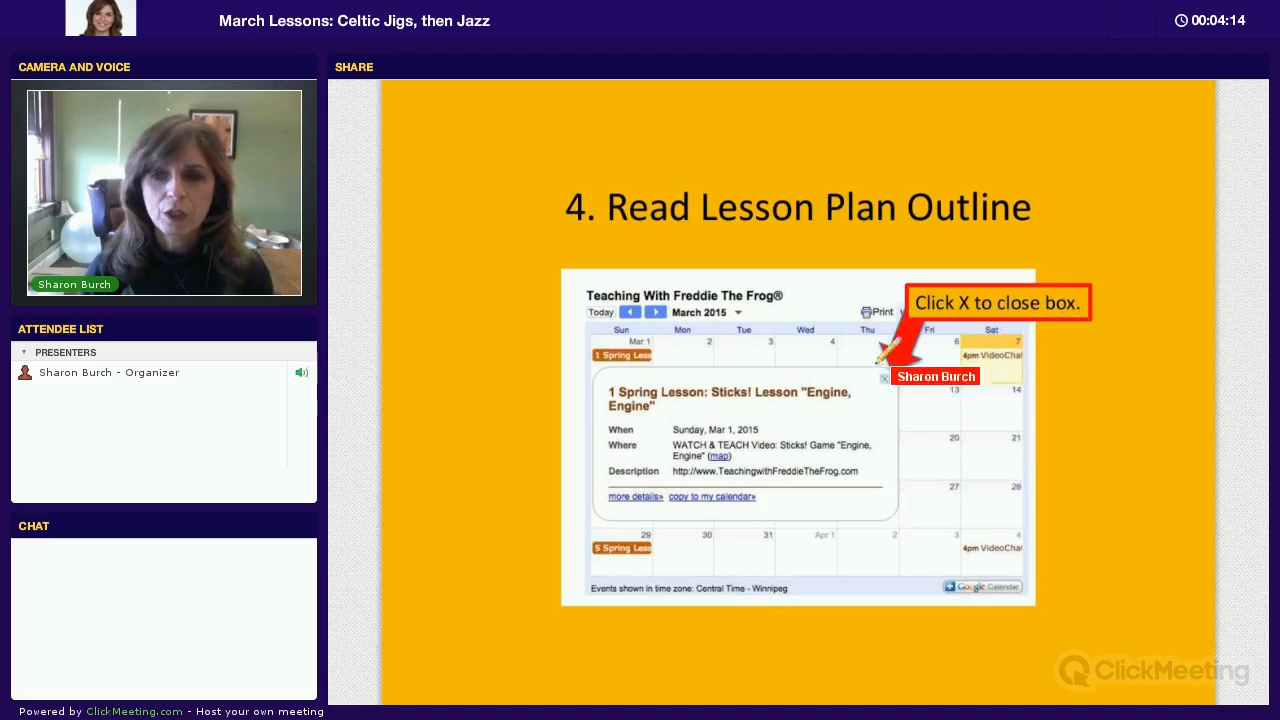 March Lessons: Celtic Jigs, then Jazz
00:04:14
CAMERA AND VOICE
Sharon Burch
ATTENDEE LIST
PRESENTERS
Sharon Burch - Organizer
CHAT
Powered by ClickMeeting.com - Host your own meeting
SHARE
4. Read Lesson Plan Outline
Teaching With Freddie The Frog®
Click X to close box.
Today March 2015 Print
Sun Mon Tue Wed Thu Fri Sat
Mar 1 2 3 4 6 7
1 Spring Less 4pm VideoChat
Sharon Burch
1 Spring Lesson: Sticks! Lesson "Engine,
Engine"
13 14
When Sunday, Mar 1, 2015
20 21
Where WATCH & TEACH Video: Sticks! Game "Engine,
Engine" (map)
Description http://www.TeachingwithFreddieTheFrog.com
27 28
more details» copy to my calendar»
29 30 31 Apr 1 2 3 4
5 Spring Less 4pm VideoChat
Events shown in time zone: Central Time - Winnipeg
Google Calendar
ClickMeeting